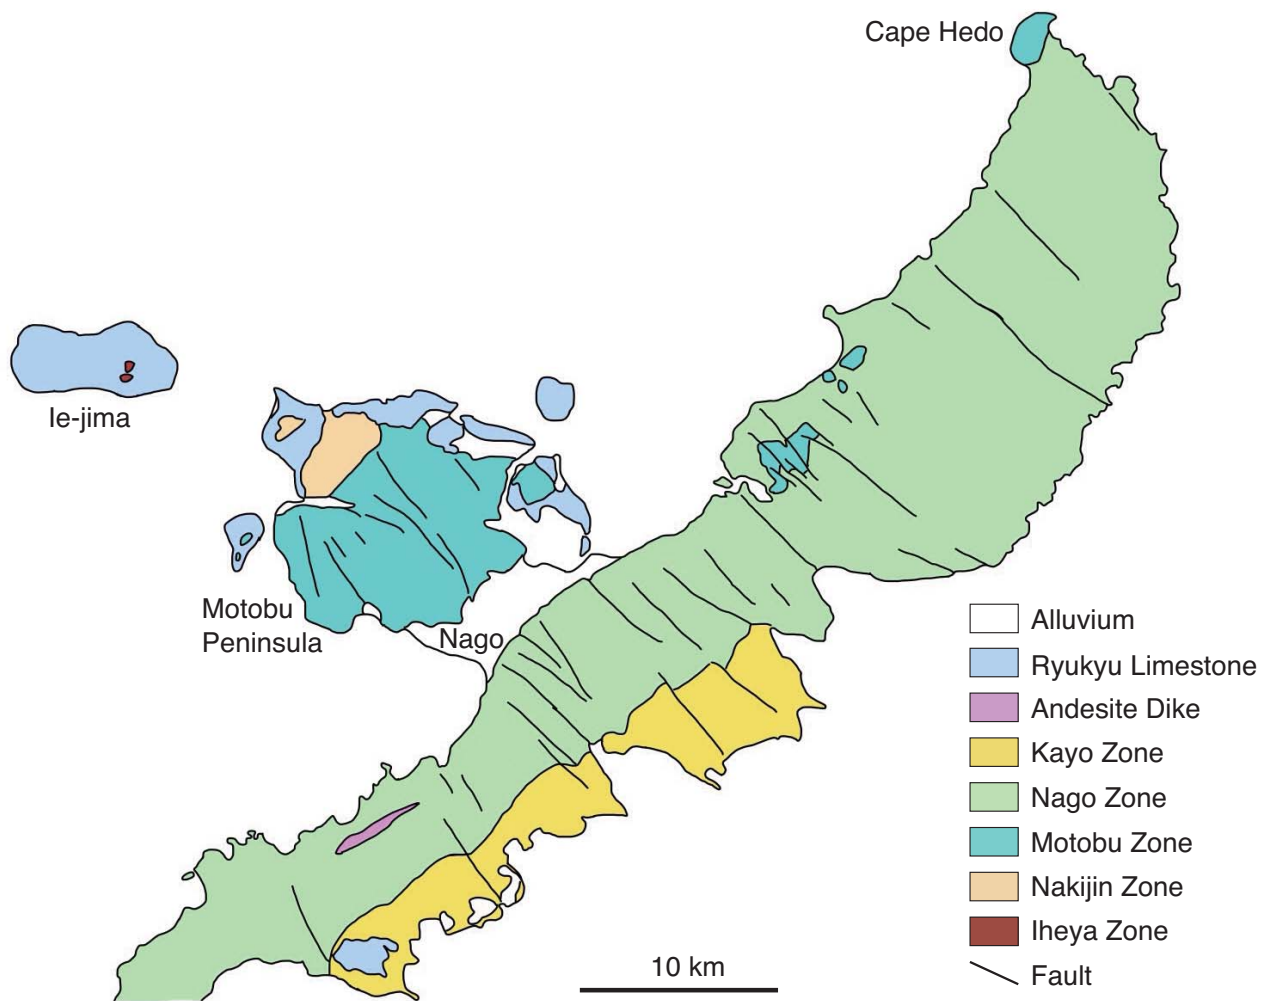 Cape Hedo
Ie-jima
Motobu
Peninsula
Nago
Alluvium
Ryukyu Limestone
Andesite Dike
Kayo Zone
Nago Zone
Motobu Zone
Nakijin Zone
Iheya Zone
Fault
10 km